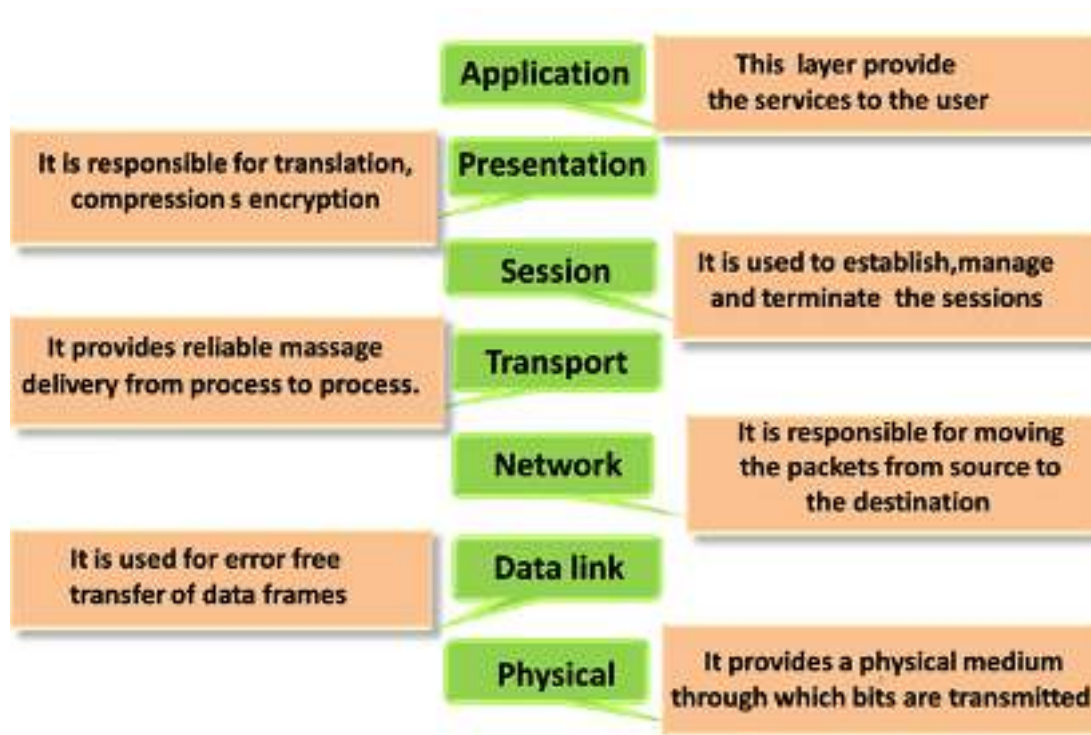 Application
This layer provide
the services to the user
Presentation
It is responsible for translation,
compression s encryption
Session
It is used to establish,manage
and terminate the sessions
Transport
It provides reliable massage
delivery from process to process.
Network
It is responsible for moving
the packets from source to
the destination
Data link
It is used for error free
transfer of data frames
Physical
It provides a physical medium
through which bits are transmitted